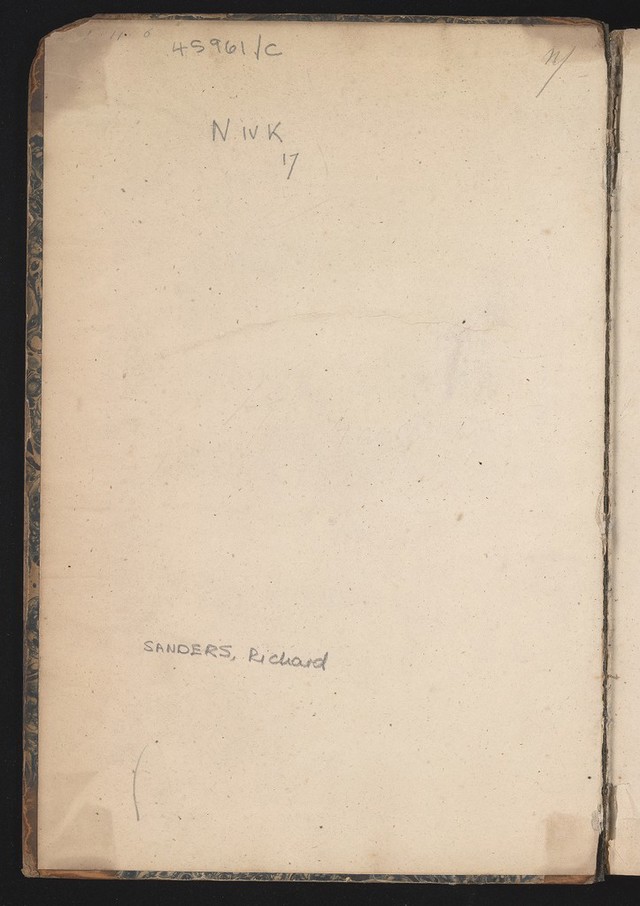 45961/C
N IV K
17
SANDERS, Richard